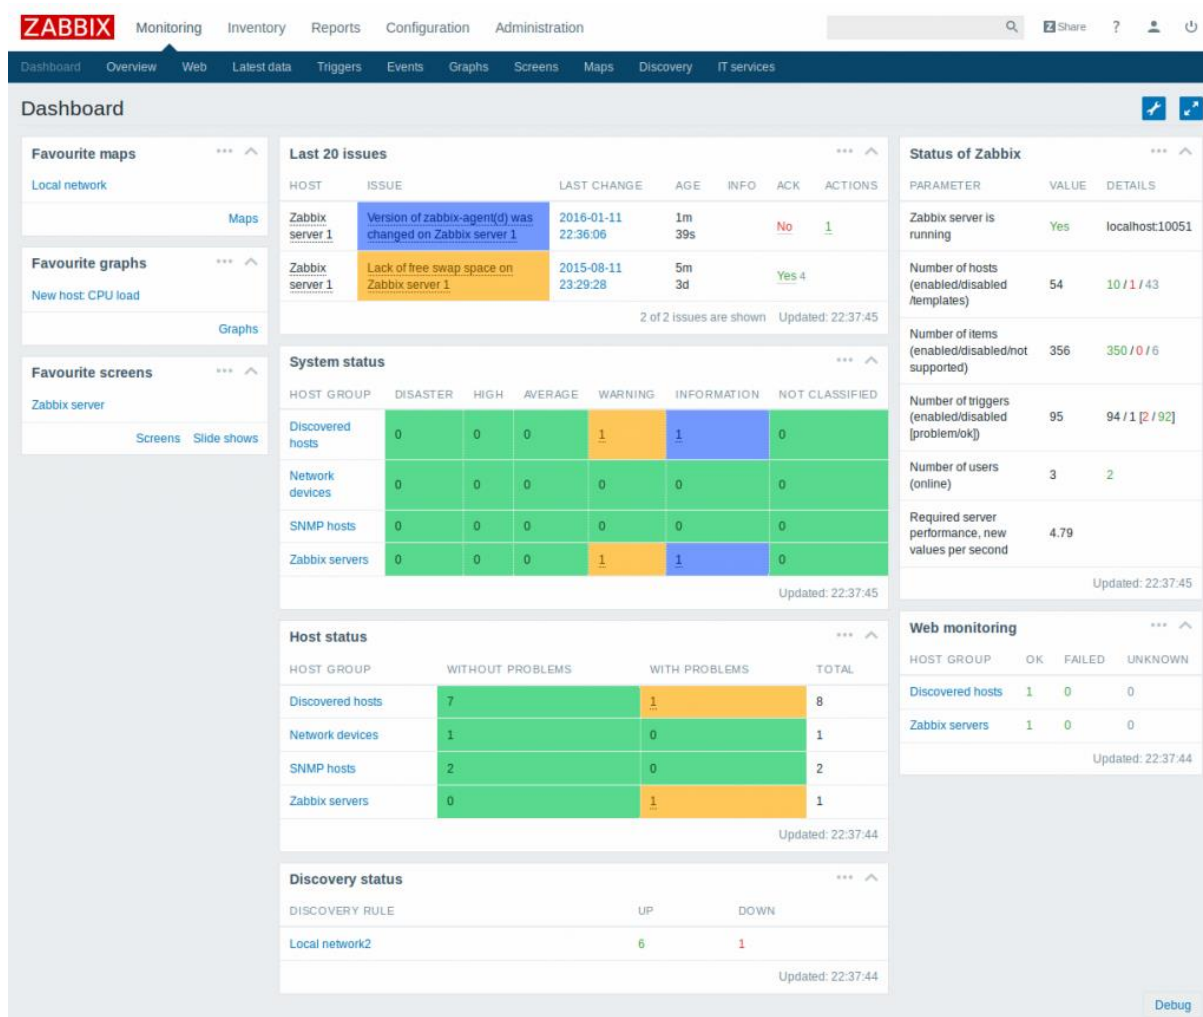 ZABBIX Monitoring Inventory Reports Configuration Administration Z Share ?
Dashboard Overview Web Latest data Triggers Events Graphs Screens Maps Discovery IT services
Dashboard
Favourite maps
Local network
Maps
Favourite graphs
New host: CPU load
Graphs
Favourite screens
Zabbix server
Screens Slide shows
Last 20 issues
HOST ISSUE LAST CHANGE AGE INFO ACK ACTIONS
Zabbix server 1 Version of zabbix-agent(d) was changed on Zabbix server 1 2016-01-11 22:36:06 1m 39s No 1
Zabbix server 1 Lack of free swap space on Zabbix server 1 2015-08-11 23:29:28 5m 3d Yes 4
2 of 2 issues are shown Updated: 22:37:45
System status
HOST GROUP DISASTER HIGH AVERAGE WARNING INFORMATION NOT CLASSIFIED
Discovered hosts 0 0 0 1 1 0
Network devices 0 0 0 0 0 0
SNMP hosts 0 0 0 0 0 0
Zabbix servers 0 0 0 1 1 0
Updated: 22:37:45
Host status
HOST GROUP WITHOUT PROBLEMS WITH PROBLEMS TOTAL
Discovered hosts 7 1 8
Network devices 1 0 1
SNMP hosts 2 0 2
Zabbix servers 0 1 1
Updated: 22:37:44
Discovery status
DISCOVERY RULE UP DOWN
Local network2 6 1
Updated: 22:37:44
Status of Zabbix
PARAMETER VALUE DETAILS
Zabbix server is running Yes localhost:10051
Number of hosts (enabled/disabled/templates) 54 10 / 1 / 43
Number of items (enabled/disabled/not supported) 356 350 / 0 / 6
Number of triggers (enabled/disabled [problem/ok]) 95 94 / 1 [2 / 92]
Number of users (online) 3 2
Required server performance, new values per second 4.79
Updated: 22:37:45
Web monitoring
HOST GROUP OK FAILED UNKNOWN
Discovered hosts 1 0 0
Zabbix servers 1 0 0
Updated: 22:37:44
Debug